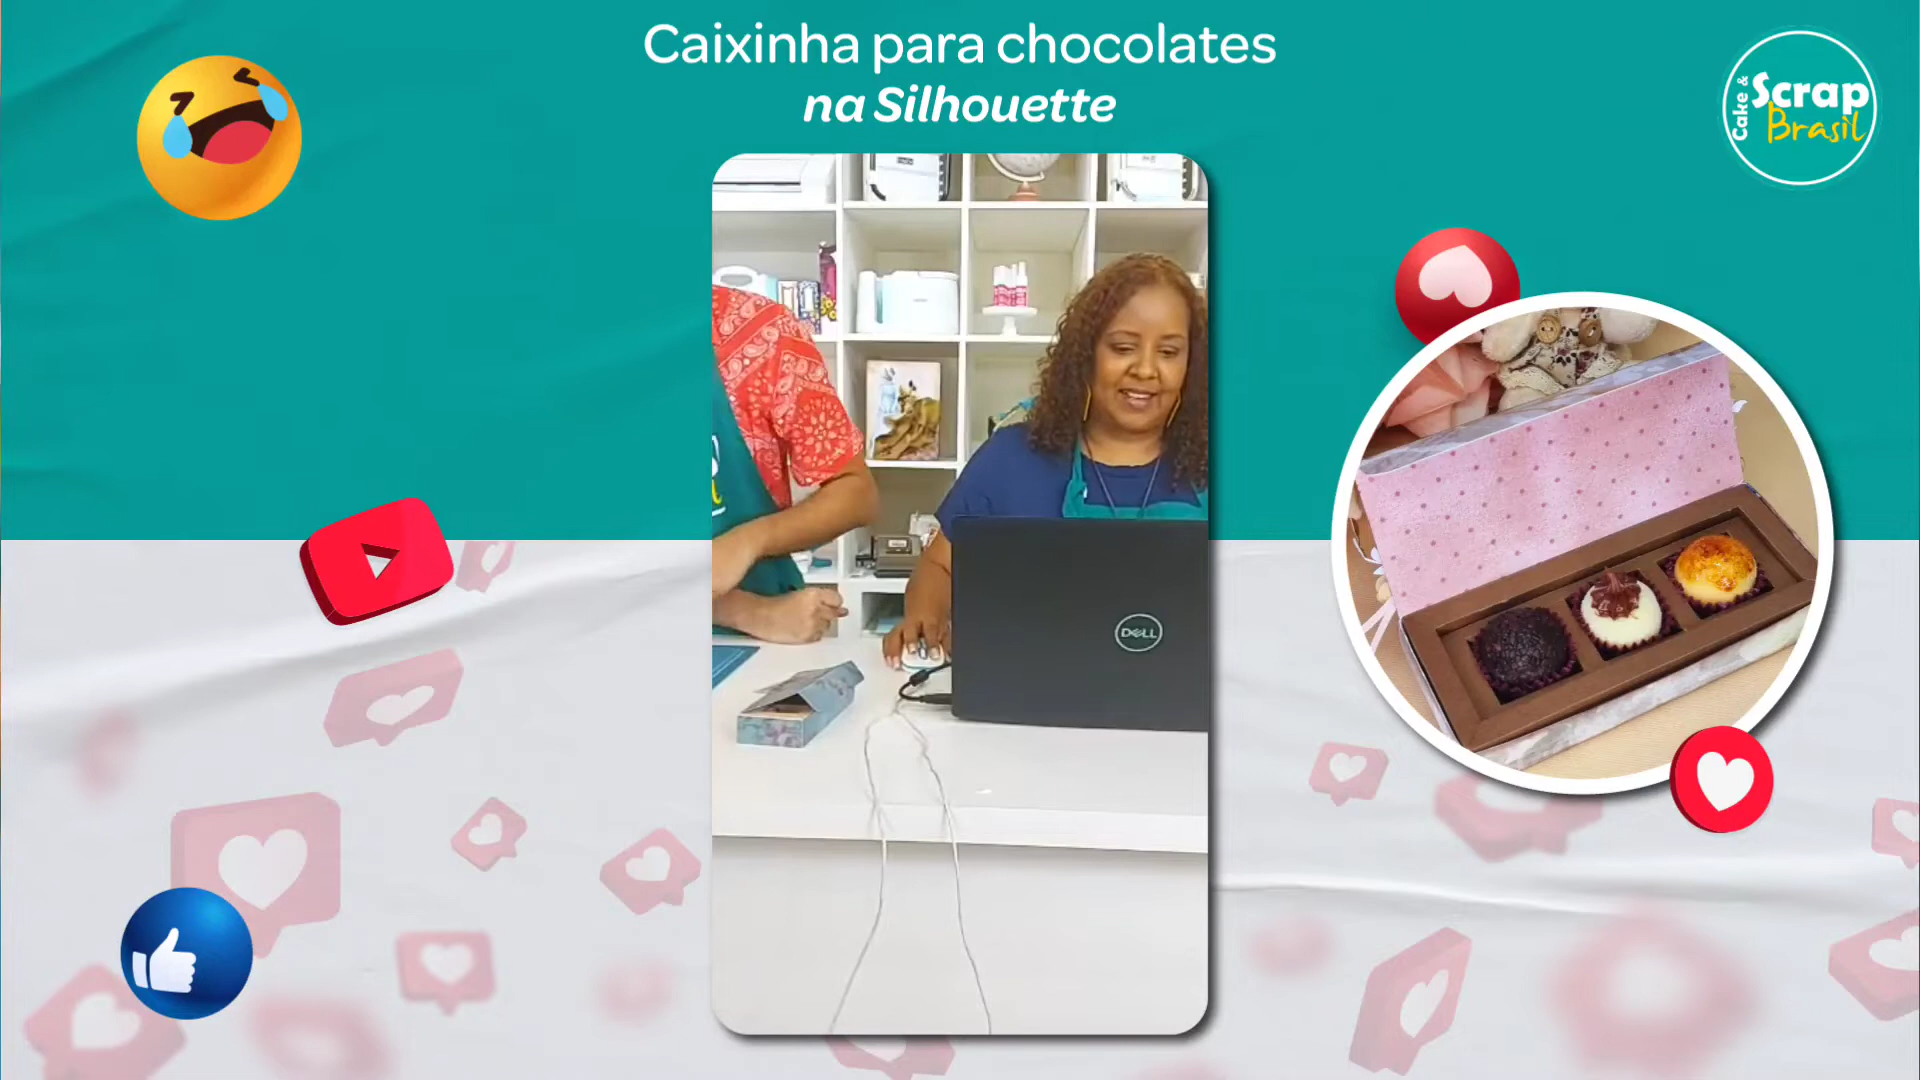 Caixinha para chocolates
na Silhouette
Cake &
Scrap
Brasil
DELL